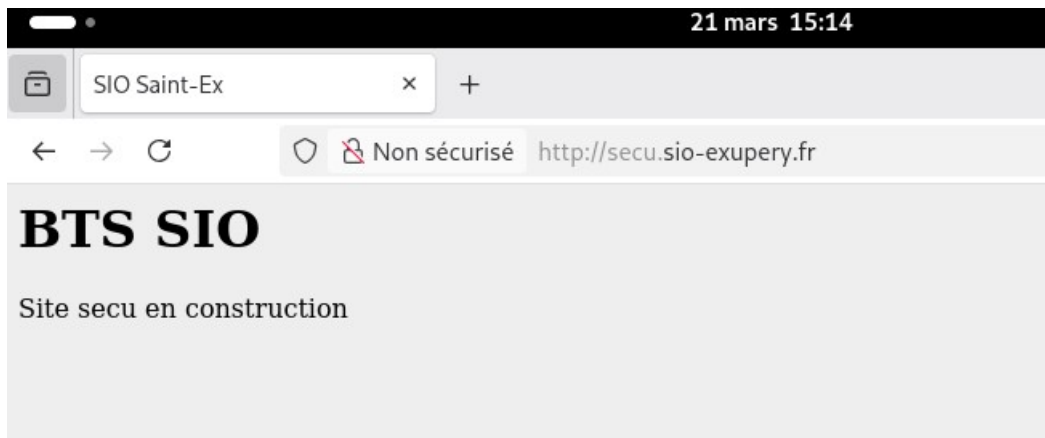 21 mars 15:14
SIO Saint-Ex
Non sécurisé http://secu.sio-exupery.fr
BTS SIO
Site secu en construction